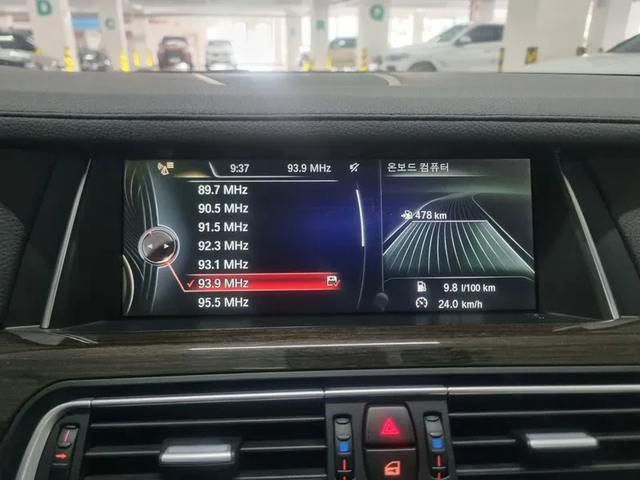 D
Q
9:37 93.9 MHz
온보드 컴퓨터
89.7 MHz
90.5 MHz
91.5 MHz
92.3 MHz
93.1 MHz
93.9 MHz
95.5 MHz
478 km
9.8 l/100 km
24.0 km/h